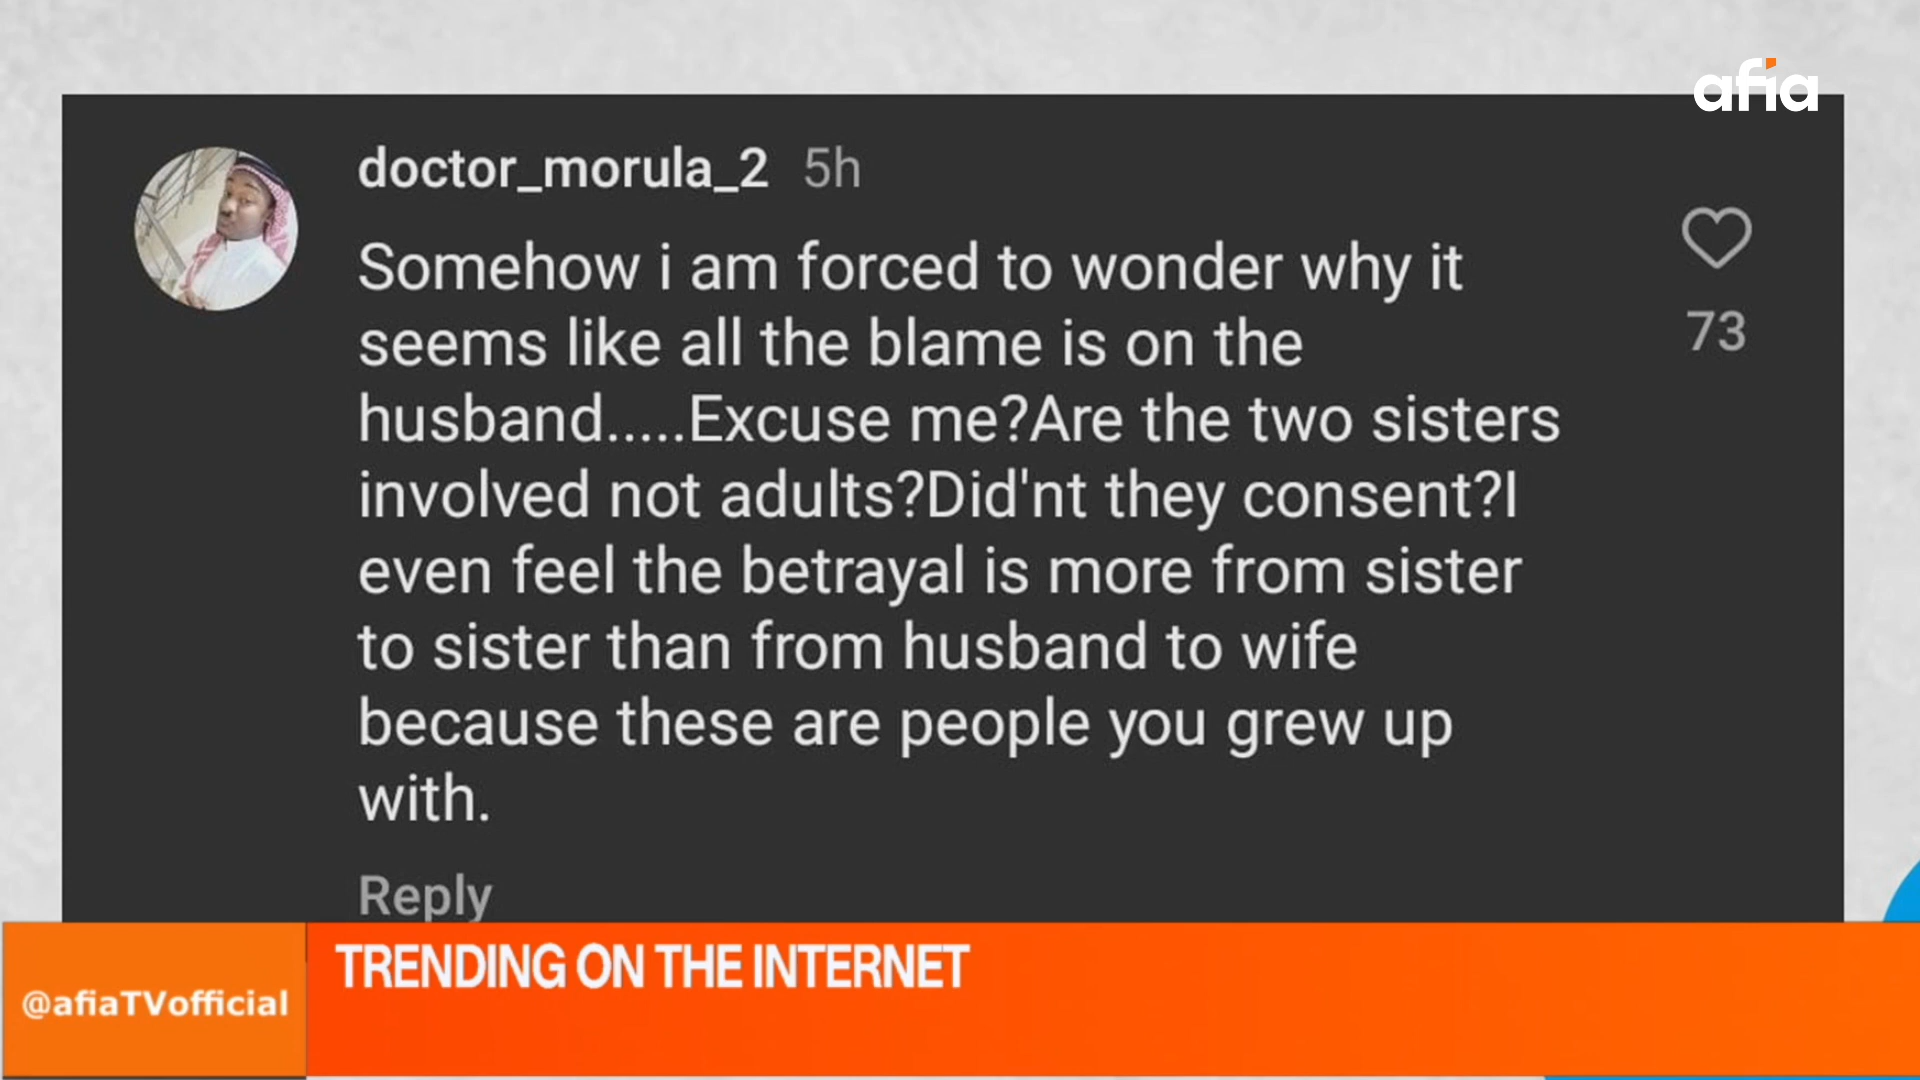 afia
doctor_morula_2 5h
Somehow i am forced to wonder why it
seems like all the blame is on the
husband.....Excuse me?Are the two sisters
involved not adults?Did'nt they consent?I
even feel the betrayal is more from sister
to sister than from husband to wife
because these are people you grew up
with.
73
Reply
TRENDING ON THE INTERNET
@afiaTVofficial